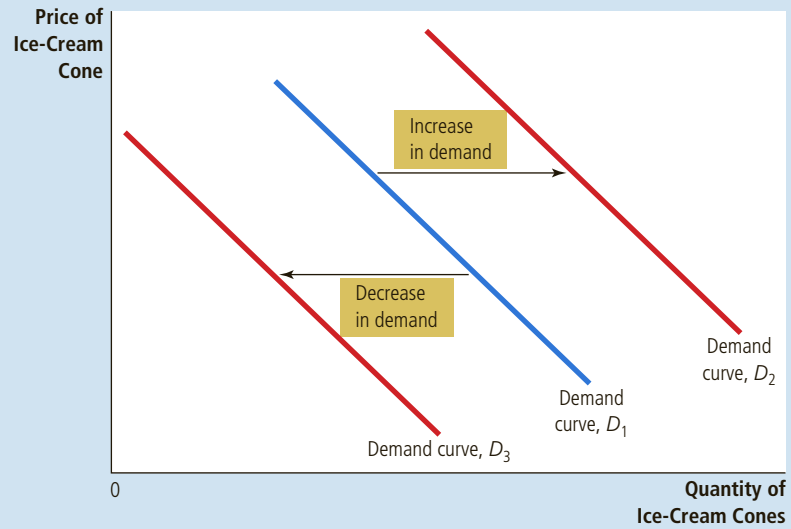 Price of
Ice-Cream
Cone
Increase
in demand
Decrease
in demand
Demand
curve, D2
Demand
curve, D1
Demand curve, D3
0
Quantity of
Ice-Cream Cones